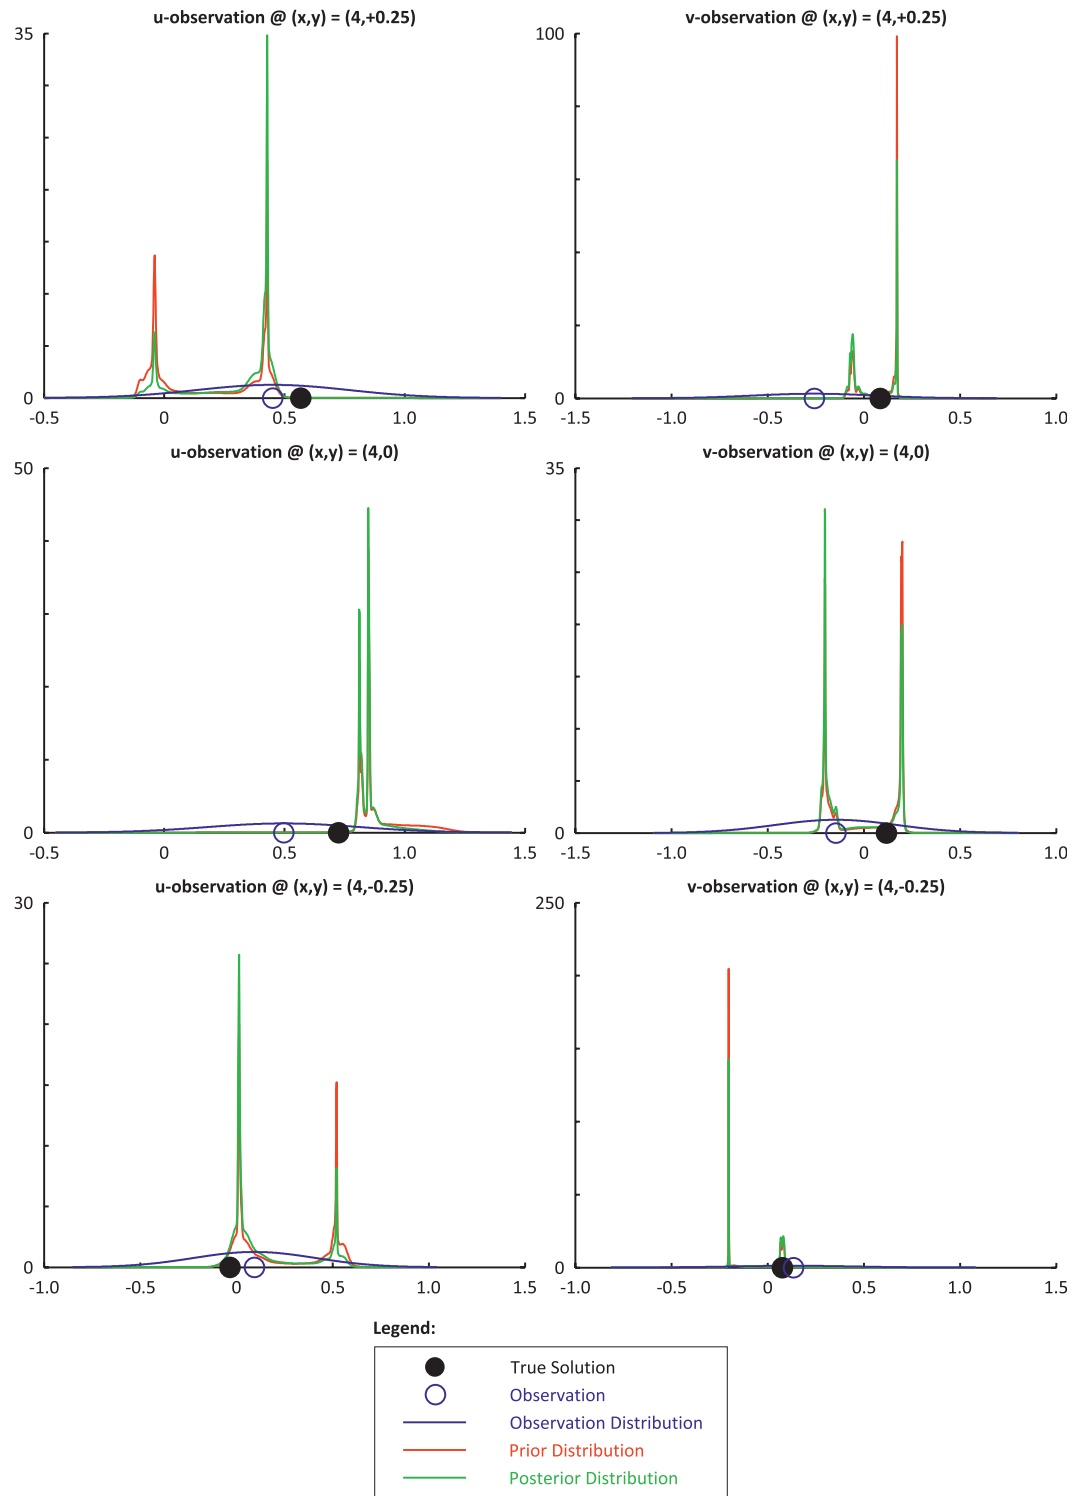 u-observation @ (x,y) = (4,+0.25)
v-observation @ (x,y) = (4,+0.25)
35
0
-0.5 0 0.5 1.0 1.5
100
0
-1.5 -1.0 -0.5 0 0.5 1.0
u-observation @ (x,y) = (4,0)
v-observation @ (x,y) = (4,0)
50
0
-0.5 0 0.5 1.0 1.5
35
0
-1.5 -1.0 -0.5 0 0.5 1.0
u-observation @ (x,y) = (4,-0.25)
v-observation @ (x,y) = (4,-0.25)
30
0
-1.0 -0.5 0 0.5 1.0 1.5
250
0
-1.0 -0.5 0 0.5 1.0 1.5
Legend:
True Solution
Observation
Observation Distribution
Prior Distribution
Posterior Distribution